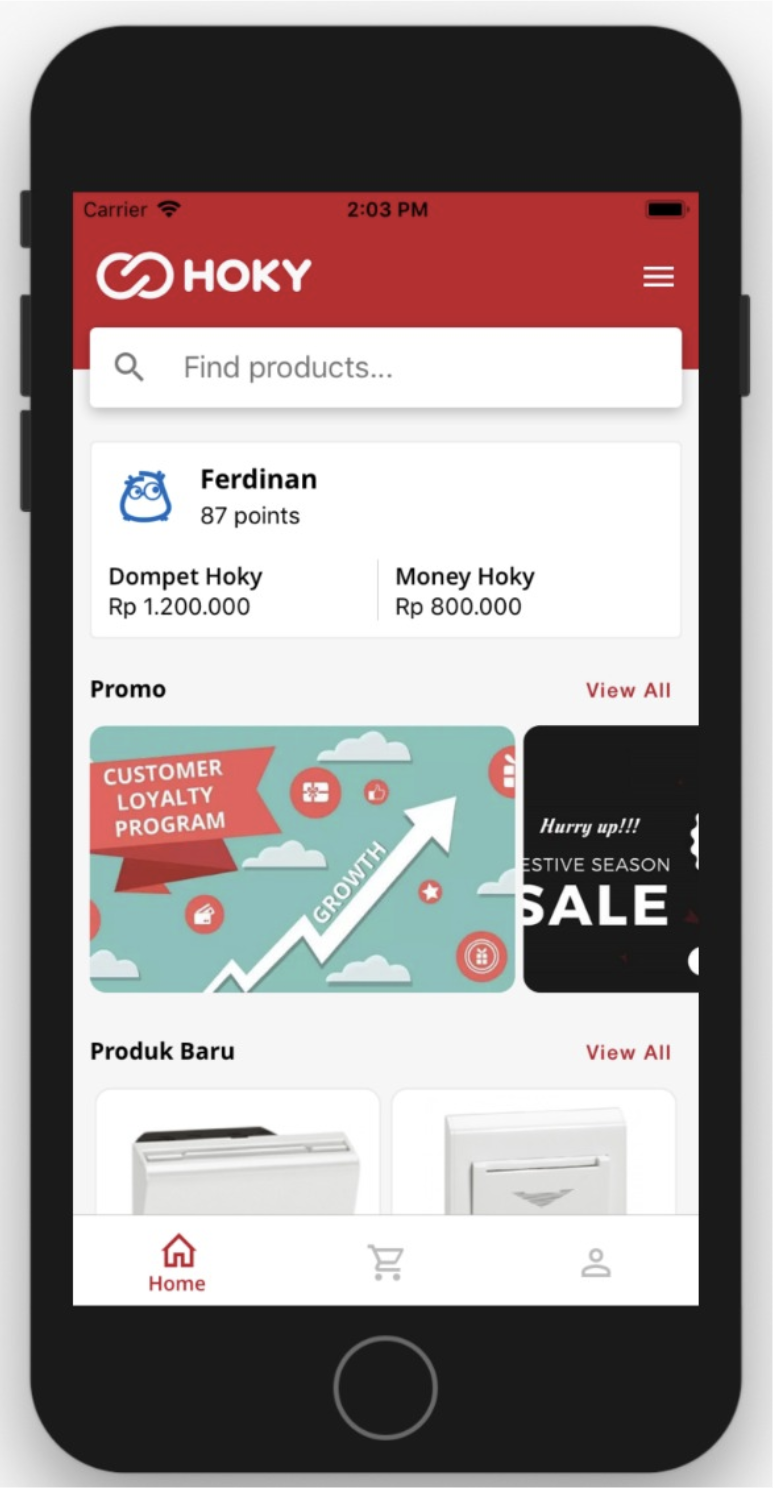 Carrier 2:03 PM
HOKY
Find products...
Ferdinan
87 points
Dompet Hoky
Rp 1.200.000
Money Hoky
Rp 800.000
Promo View All
CUSTOMER
LOYALTY
PROGRAM
GROWTH
Hurry up!!!
ESTIVE SEASON
SALE
Produk Baru View All
Home